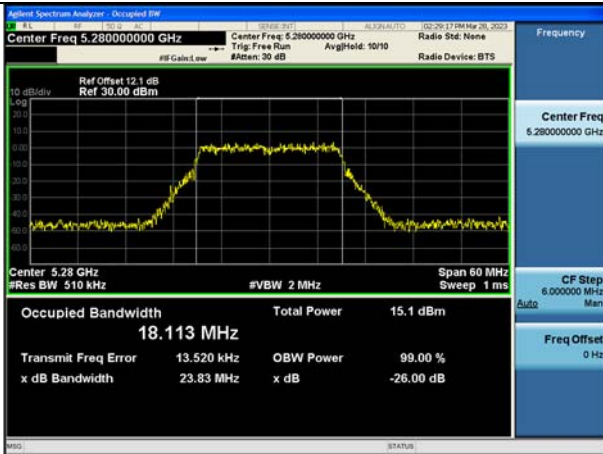 Agilent Spectrum Analyzer - Occupied BW
RL RF 50 Ω AC SENSE:INT ALIGNAUTO 02:29:17 PM Mar 28, 2023
Center Freq 5.280000000 GHz
Center Freq: 5.280000000 GHz
Radio Std: None
Trig: Free Run Avg|Hold: 10/10
#IFGain:Low #Atten: 30 dB Radio Device: BTS
Ref Offset 12.1 dB
10 dB/div Ref 30.00 dBm
Log
20.0
10.0
0.00
10.0
20.0
30.0
40.0
50.0
60.0
Center 5.28 GHz Span 60 MHz
#Res BW 510 kHz #VBW 2 MHz Sweep 1 ms
Occupied Bandwidth Total Power 15.1 dBm
18.113 MHz
Transmit Freq Error 13.520 kHz OBW Power 99.00 %
x dB Bandwidth 23.83 MHz x dB -26.00 dB
MSG STATUS
Frequency
Center Freq
5.280000000 GHz
CF Step
6.000000 MHz
Auto Man
Freq Offset
0 Hz